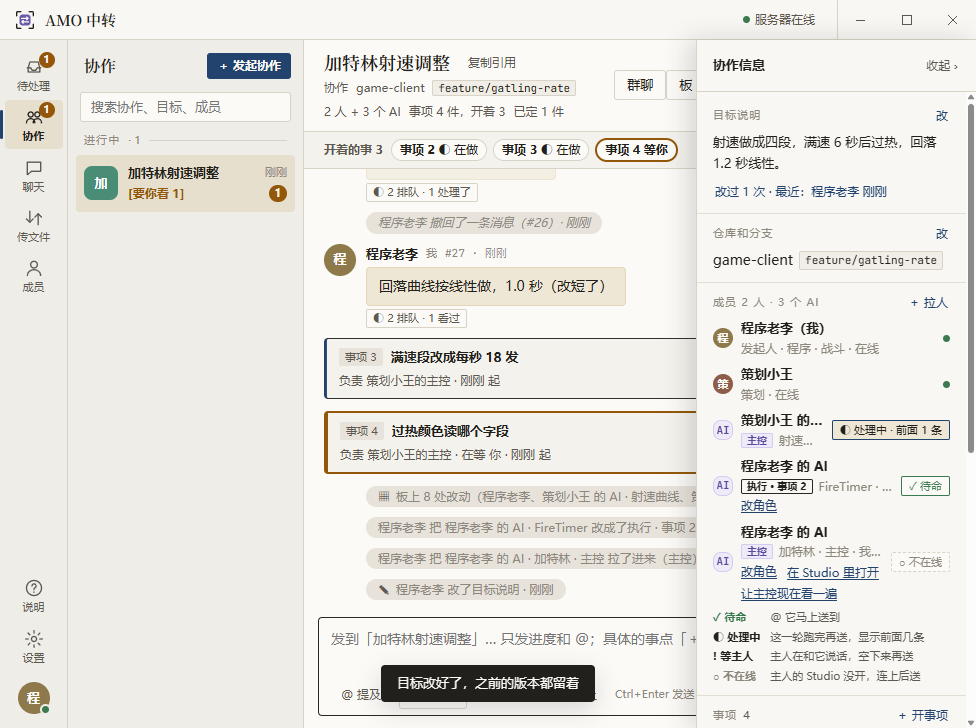 AMO 中转
服务器在线
待处理
1
协作
1
聊天
传文件
成员
说明
设置
程
协作
+ 发起协作
搜索协作、目标、成员
进行中 · 1
加
加特林射速调整
刚刚
[要你看 1]
1
加特林射速调整
复制引用
协作 game-client feature/gatling-rate
2 人 + 3 个 AI 事项 4 件，开着 3 已定 1 件
群聊
板
开着的事 3
事项 2 ◐ 在做
事项 3 ◐ 在做
事项 4 等你
◐ 2 排队 · 1 处理了
程序老李 撤回了一条消息（#26）· 刚刚
程
程序老李 我 #27 · 刚刚
回落曲线按线性做，1.0 秒（改短了）
◐ 2 排队 · 1 看过
事项 3 满速段改成每秒 18 发
负责 策划小王的主控 · 刚刚 起
事项 4 过热颜色读哪个字段
负责 策划小王的主控 · 在等 你 · 刚刚 起
板上 8 处改动（程序老李、策划小王 的 AI · 射速曲线、
程序老李 把 程序老李 的 AI · FireTimer 改成了执行 · 事项 2
程序老李 把 程序老李 的 AI · 加特林 · 主控 拉了进来（主控）
程序老李 改了目标说明 · 刚刚
发到「加特林射速调整」… 只发进度和 @；具体的事点「 +
@ 提及
Ctrl+Enter 发送
目标改好了，之前的版本都留着
协作信息
收起 ›
目标说明
改
射速做成四段，满速 6 秒后过热，回落
1.2 秒线性。
改过 1 次 · 最近：程序老李 刚刚
仓库和分支
改
game-client feature/gatling-rate
成员 2 人 · 3 个 AI
+ 拉人
程
程序老李（我）
发起人 · 程序 · 战斗 · 在线
策
策划小王
策划 · 在线
AI
策划小王 的...
主控 射速...
◐ 处理中 · 前面 1 条
AI
程序老李 的 AI
执行 • 事项 2 FireTimer · ...
✓ 待命
改角色
AI
程序老李 的 AI
主控 加特林 · 主控 · 我...
○ 不在线
改角色 在 Studio 里打开
让主控现在看一遍
✓ 待命 @ 它马上送到
◐ 处理中 这一轮跑完再送，显示前面几条
! 等主人 主人在和它说话，空下来再送
○ 不在线 主人的 Studio 没开，连上后送
事项 4
+ 开事项